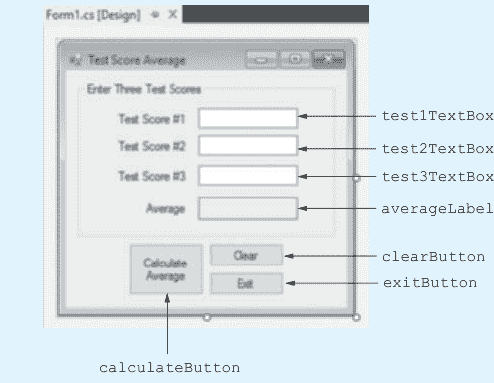 Form1.cs [Design]
Test Score Average
Enter Three Test Scores
Test Score #1
test1TextBox
Test Score #2
test2TextBox
Test Score #3
test3TextBox
Average
averageLabel
Calculate
Average
Clear
clearButton
Exit
exitButton
calculateButton